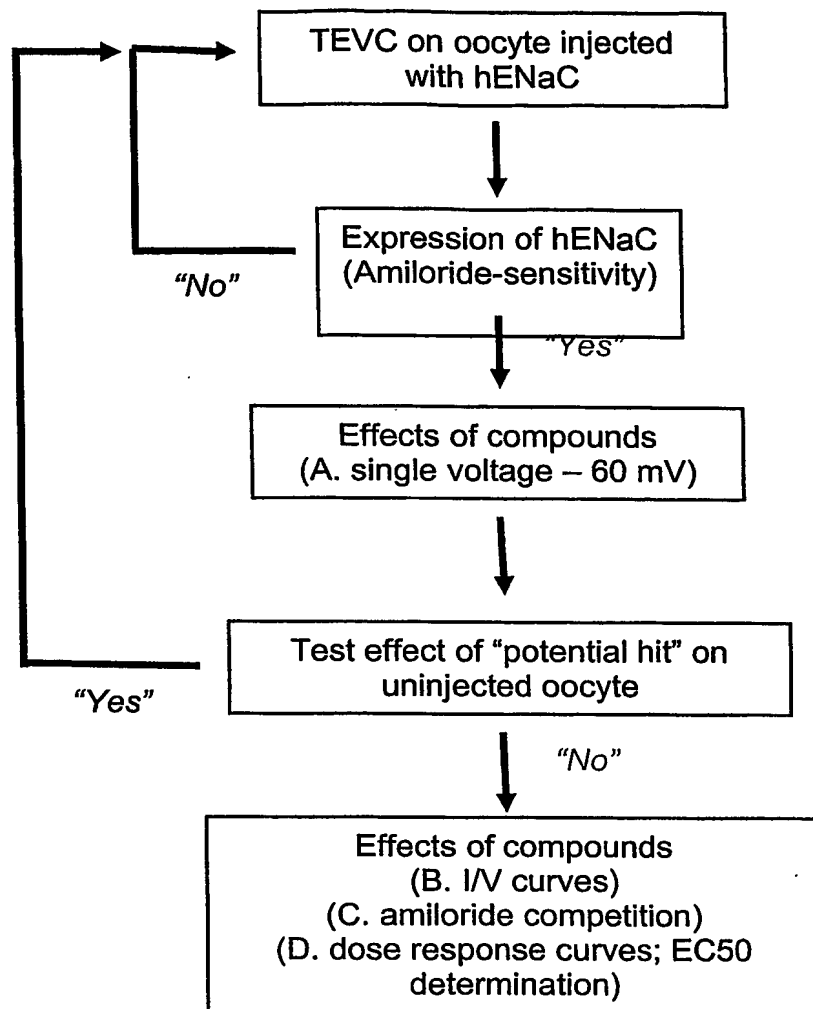 TEVC on oocyte injected
with hENaC
Expression of hENaC
(Amiloride-sensitivity)
"No"
"Yes"
Effects of compounds
(A. single voltage – 60 mV)
Test effect of "potential hit" on
uninjected oocyte
"Yes"
"No"
Effects of compounds
(B. I/V curves)
(C. amiloride competition)
(D. dose response curves; EC50
determination)